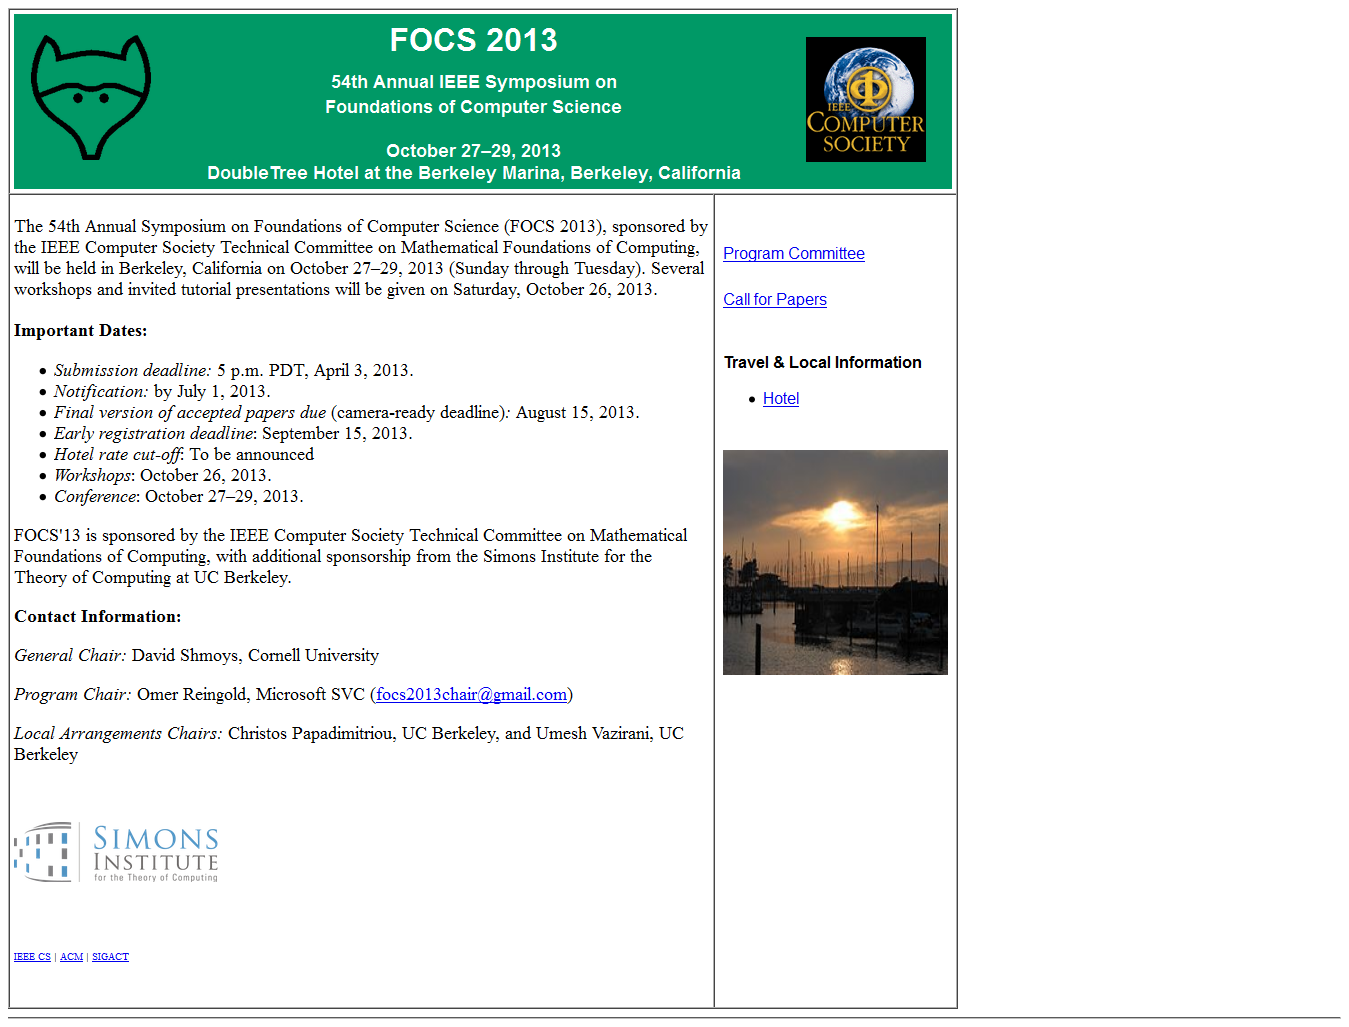 FOCS 2013
54th Annual IEEE Symposium on
Foundations of Computer Science
October 27–29, 2013
DoubleTree Hotel at the Berkeley Marina, Berkeley, California
IEEE
COMPUTER
SOCIETY
The 54th Annual Symposium on Foundations of Computer Science (FOCS 2013), sponsored by
the IEEE Computer Society Technical Committee on Mathematical Foundations of Computing,
will be held in Berkeley, California on October 27–29, 2013 (Sunday through Tuesday). Several
workshops and invited tutorial presentations will be given on Saturday, October 26, 2013.
Important Dates:
• Submission deadline: 5 p.m. PDT, April 3, 2013.
• Notification: by July 1, 2013.
• Final version of accepted papers due (camera-ready deadline): August 15, 2013.
• Early registration deadline: September 15, 2013.
• Hotel rate cut-off: To be announced
• Workshops: October 26, 2013.
• Conference: October 27–29, 2013.
FOCS'13 is sponsored by the IEEE Computer Society Technical Committee on Mathematical
Foundations of Computing, with additional sponsorship from the Simons Institute for the
Theory of Computing at UC Berkeley.
Contact Information:
General Chair: David Shmoys, Cornell University
Program Chair: Omer Reingold, Microsoft SVC (focs2013chair@gmail.com)
Local Arrangements Chairs: Christos Papadimitriou, UC Berkeley, and Umesh Vazirani, UC
Berkeley
SIMONS
INSTITUTE
for the Theory of Computing
IEEE CS | ACM | SIGACT
Program Committee
Call for Papers
Travel & Local Information
• Hotel